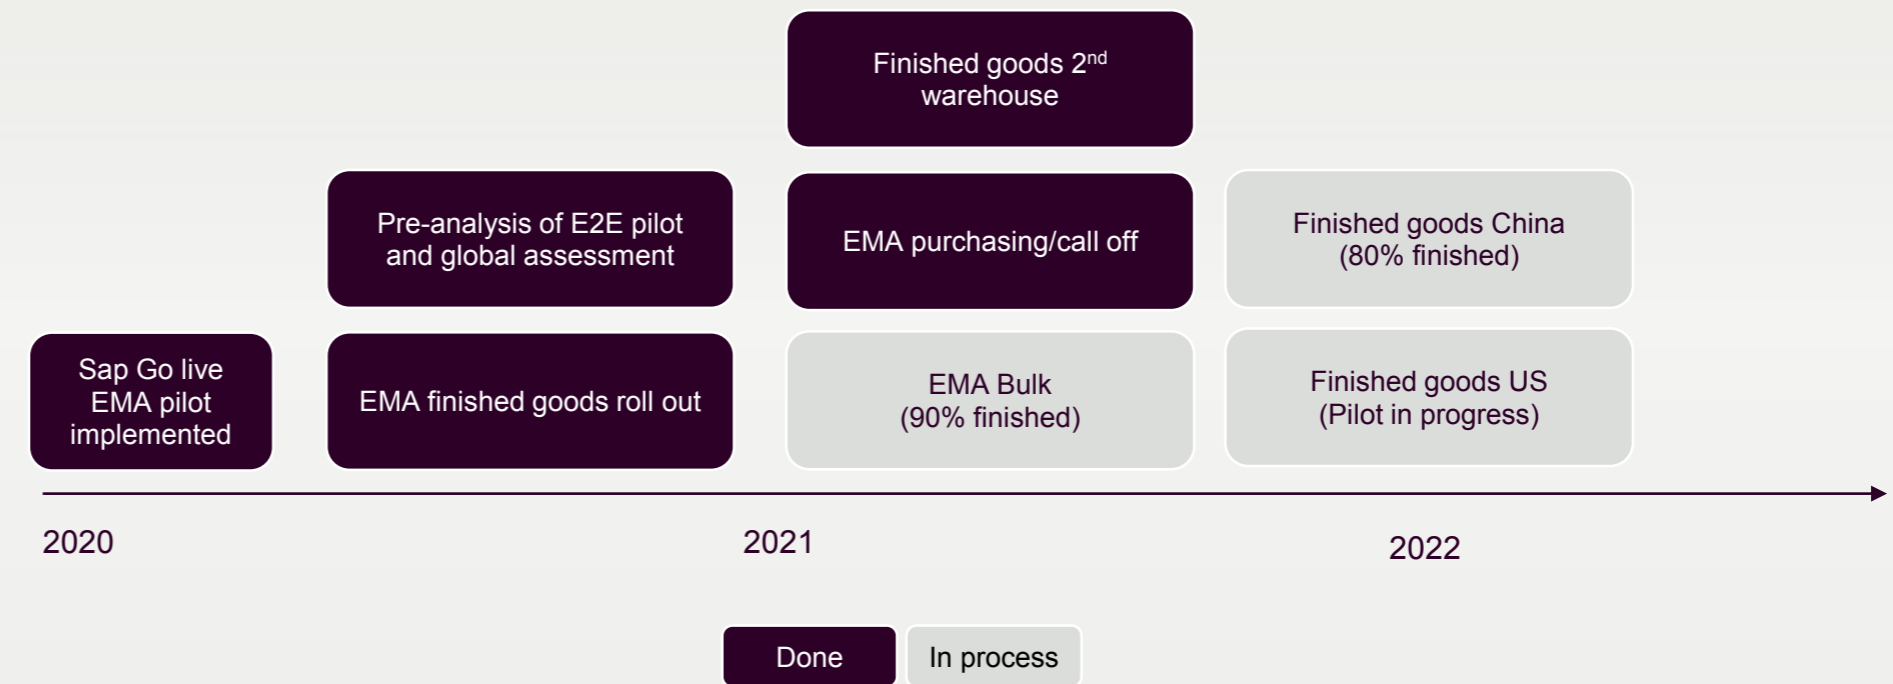 Finished goods 2nd
warehouse
Pre-analysis of E2E pilot
and global assessment
EMA purchasing/call off
Finished goods China
(80% finished)
Sap Go live
EMA pilot
implemented
EMA finished goods roll out
EMA Bulk
(90% finished)
Finished goods US
(Pilot in progress)
2020
2021
2022
Done
In process